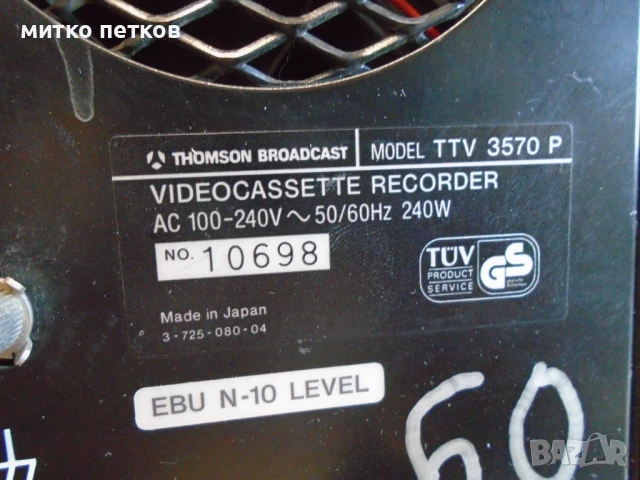 митко петков
THOMSON BROADCAST MODEL TTV 3570 P
VIDEOCASSETTE RECORDER
AC 100-240V ~ 50/60Hz 240W
NO. 10698
TÜV
PRODUCT
SERVICE
GS
Made in Japan
3-725-080-04
EBU N-10 LEVEL
60
BAZAR